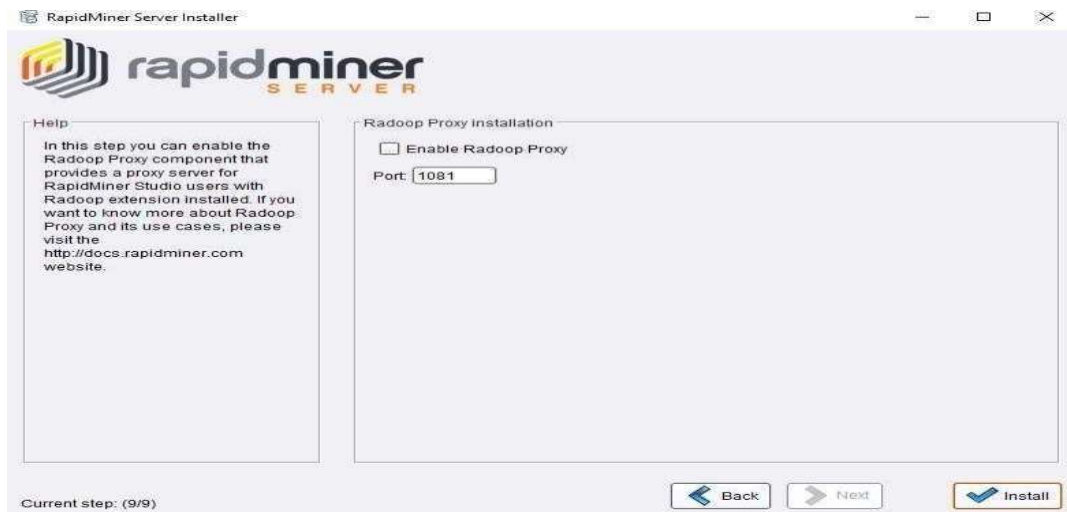 RapidMiner Server Installer
rapidminer
SERVER
Help
In this step you can enable the
Radoop Proxy component that
provides a proxy server for
RapidMiner Studio users with
Radoop extension installed. If you
want to know more about Radoop
Proxy and its use cases, please
visit the
http://docs.rapidminer.com
website.
Radoop Proxy installation
Enable Radoop Proxy
Port: 1081
Current step: (9/9)
Back
Next
Install